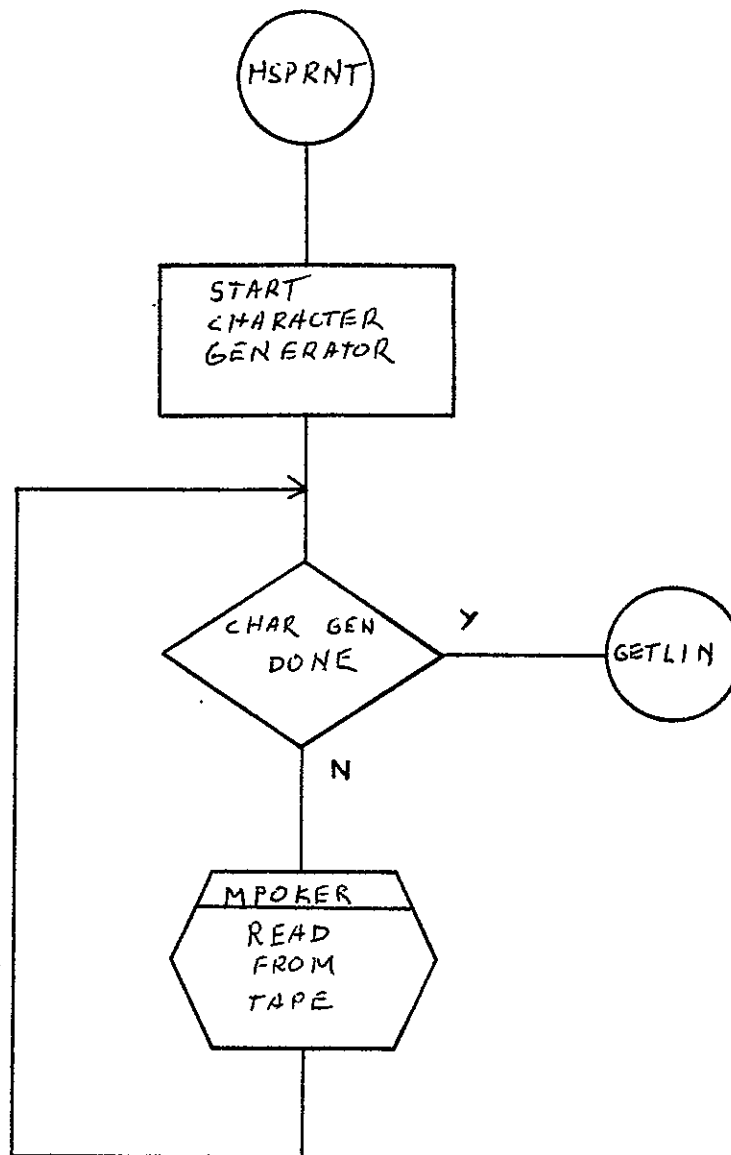 HSPRNT
START
CHARACTER
GENERATOR
CHAR GEN
DONE
Y
GETLIN
N
MPOKER
READ
FROM
TAPE